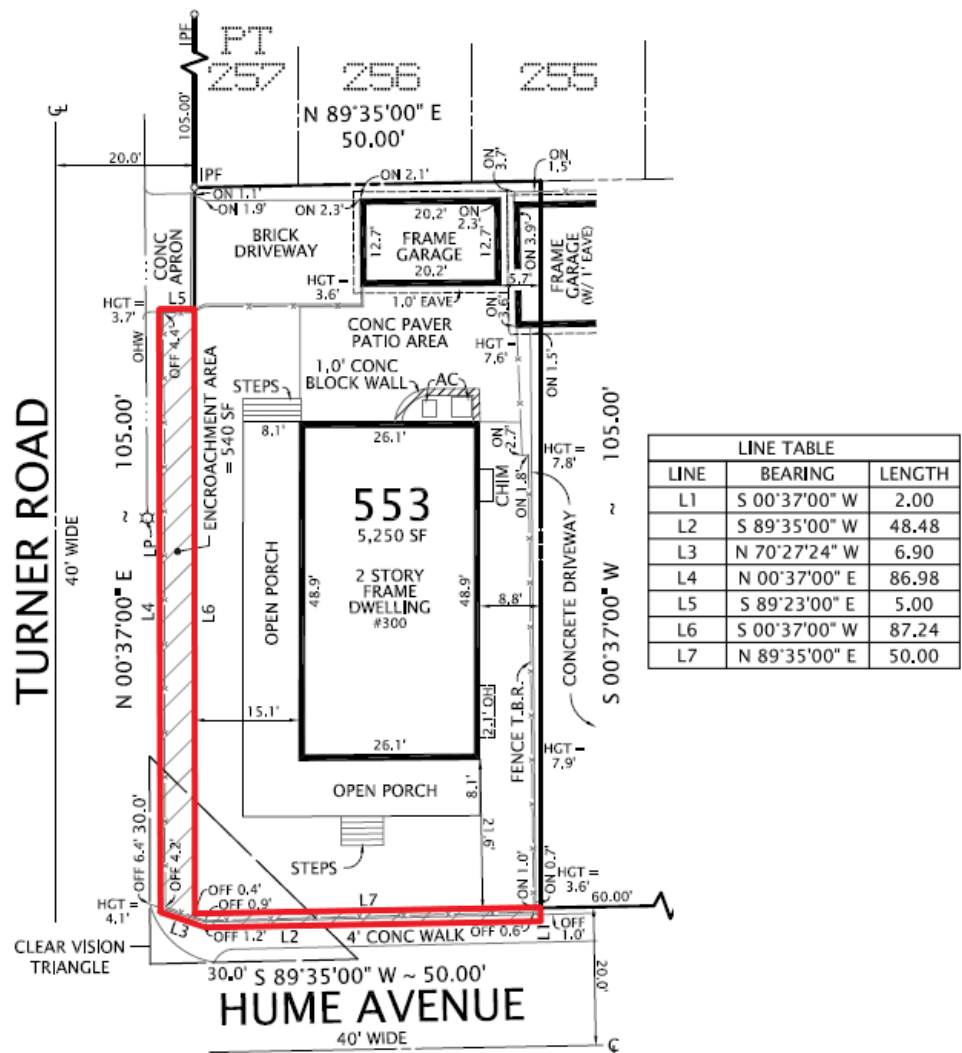 IPF
PT
257
256
255
N 89°35'00" E
50.00'
105.00'
℄
20.0'
IPF
ON 1.1'
ON 1.9'
ON 2.1'
ON 2.3'
ON
3.7'
ON
1.5'
CONC
APRON
BRICK
DRIVEWAY
20.2'
12.7'
FRAME
GARAGE
12.7'
20.2'
ON
2.3'
ON 3.9'
FRAME
GARAGE
(W/ 1' EAVE)
5.7'
HGT =
3.6'
1.0' EAVE
ON
3.6'
L5
HGT =
3.7'
OHW
OFF 4.4'
CONC PAVER
PATIO AREA
HGT =
7.6'
ON 1.5'
1.0' CONC
BLOCK WALL
AC
STEPS
8.1'
26.1'
ON
2.7'
ENCROACHMENT AREA
= 540 SF
TURNER ROAD
40' WIDE
N 00°37'00" E ~ 105.00'
LP
L4
L6
OPEN PORCH
48.9'
553
5,250 SF
2 STORY
FRAME
DWELLING
#300
48.9'
CHIM
ON 1.8'
HGT =
7.8'
8.8'
CONCRETE DRIVEWAY
S 00°37'00" W ~ 105.00'
15.1'
2.1' OH
FENCE T.B.R.
HGT =
7.9'
26.1'
OPEN PORCH
8.1'
21.6'
STEPS
30.0'
OFF 6.4'
OFF 4.2'
HGT =
4.1'
OFF 0.4'
OFF 0.9'
L7
ON 1.0'
ON 0.7'
HGT =
3.6'
60.00'
L3
OFF 1.2'
L2
4' CONC WALK
OFF 0.6'
L1
OFF
1.0'
CLEAR VISION
TRIANGLE
30.0'
S 89°35'00" W ~ 50.00'
HUME AVENUE
40' WIDE
20.0'
℄
LINE TABLE
LINE BEARING LENGTH
L1 S 00°37'00" W 2.00
L2 S 89°35'00" W 48.48
L3 N 70°27'24" W 6.90
L4 N 00°37'00" E 86.98
L5 S 89°23'00" E 5.00
L6 S 00°37'00" W 87.24
L7 N 89°35'00" E 50.00